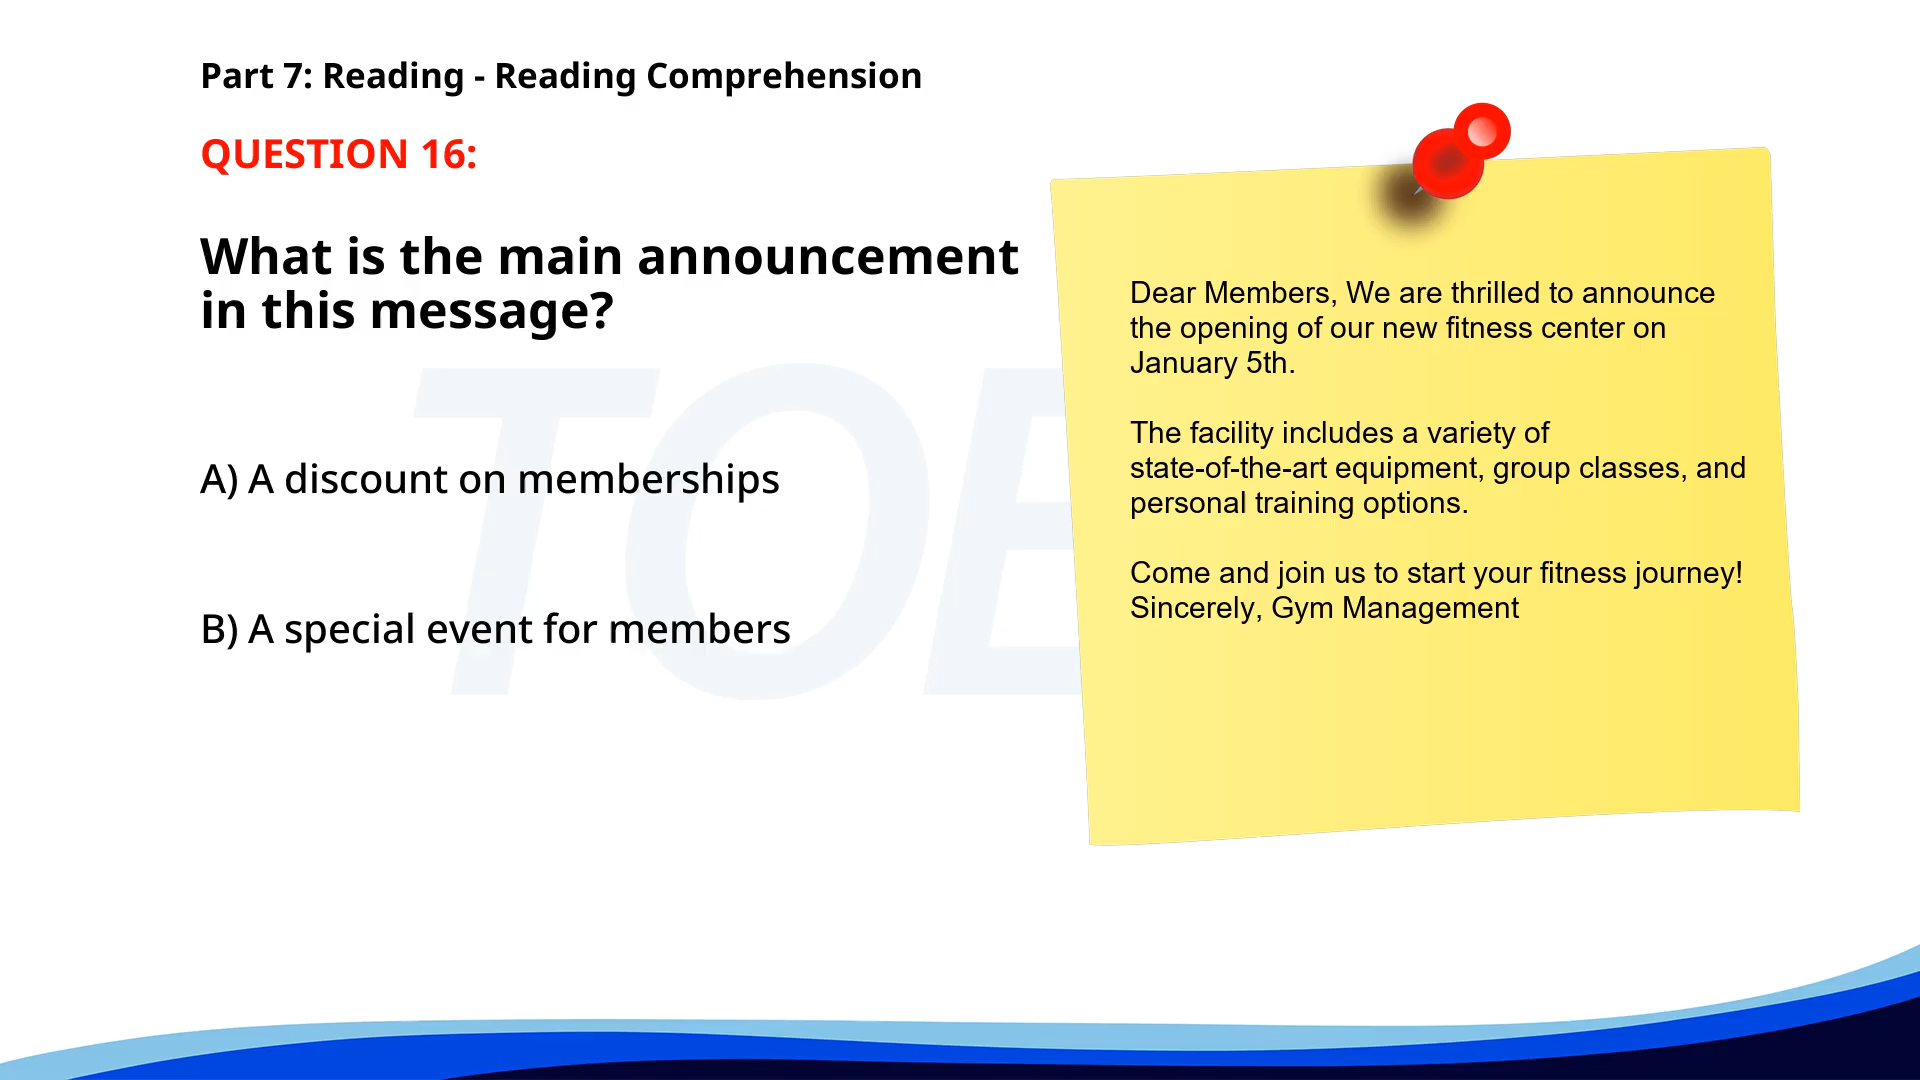 Part 7: Reading - Reading Comprehension
QUESTION 16:
What is the main announcement
in this message?
A) A discount on memberships
B) A special event for members
Dear Members, We are thrilled to announce
the opening of our new fitness center on
January 5th.
The facility includes a variety of
state-of-the-art equipment, group classes, and
personal training options.
Come and join us to start your fitness journey!
Sincerely, Gym Management
TOE